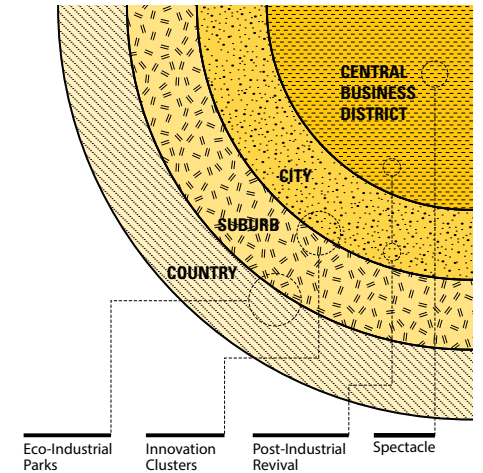 CENTRAL
BUSINESS
DISTRICT
CITY
SUBURB
COUNTRY
Eco-Industrial
Parks
Innovation
Clusters
Post-Industrial
Revival
Spectacle